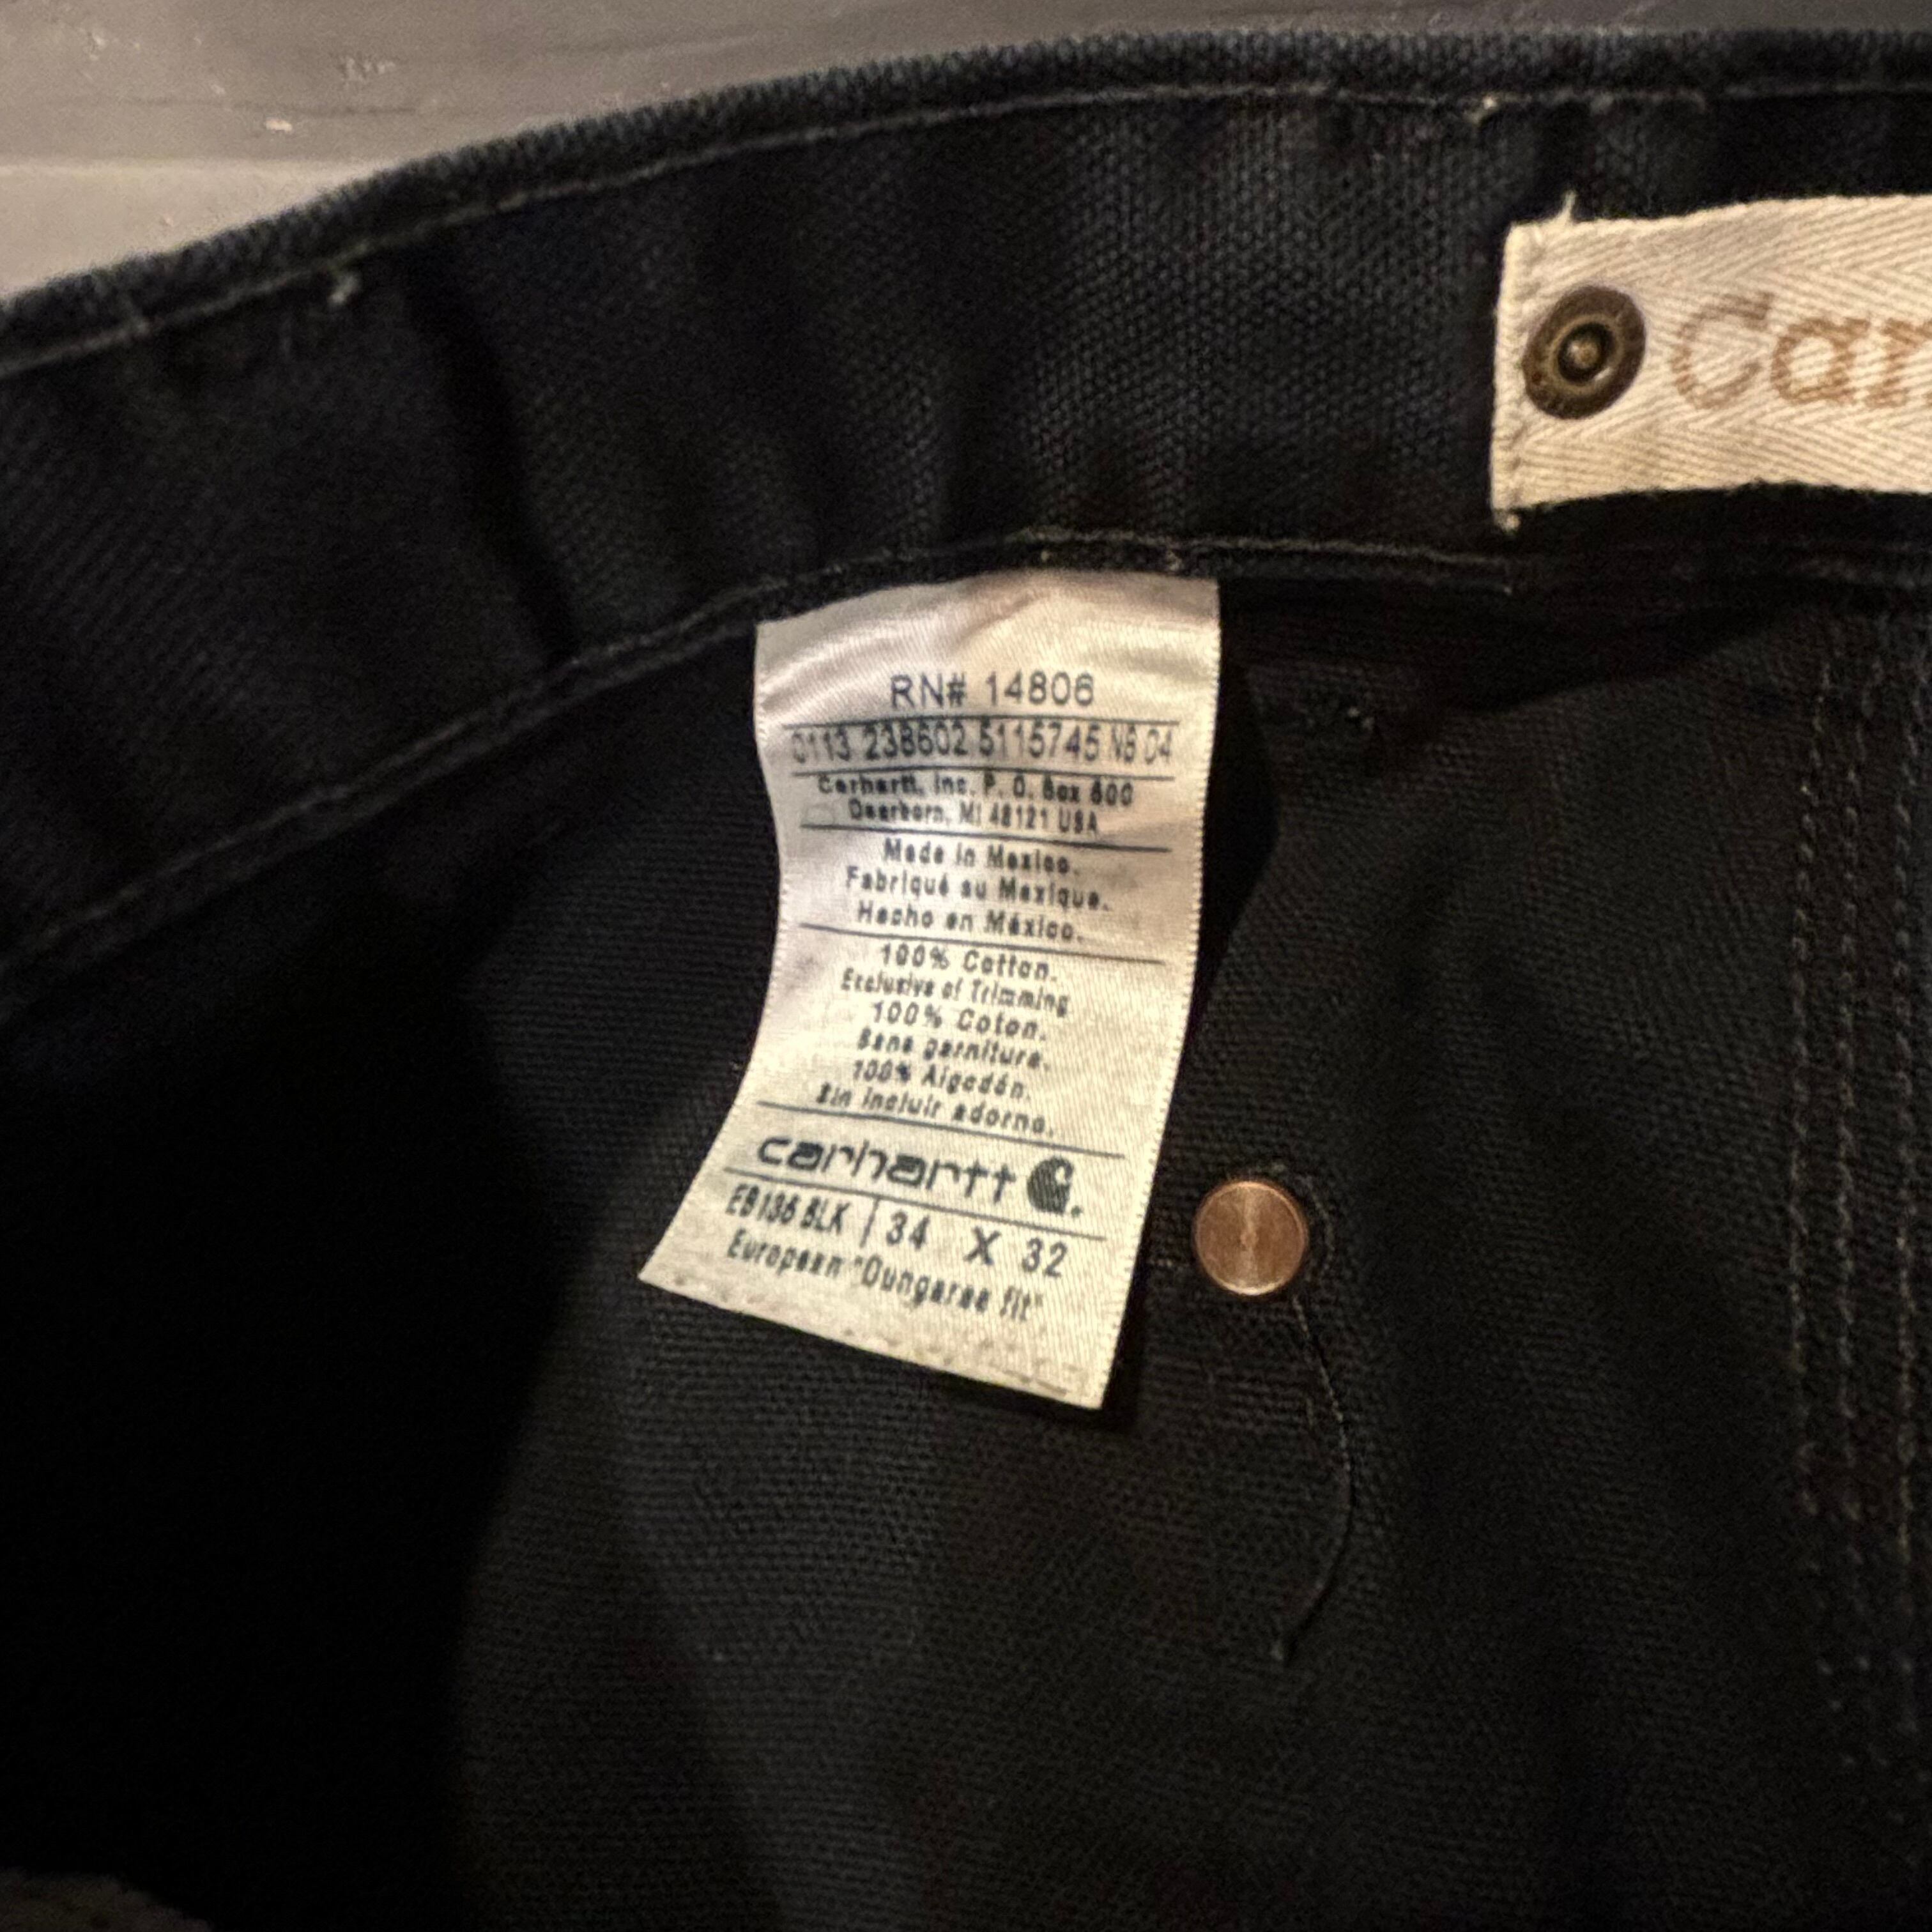 Car
RN# 14806
0113 238602 5115745 NB 04
Carhartt, Inc. P. O. Box 600
Dearborn, MI 48121 USA
Made in Mexico.
Fabriqué au Mexique.
Hecho en México.
100% Cotton.
Exclusive of Trimming
100% Coton.
Sans garniture.
100% Algodón.
Sin incluir adorno.
carhartt
EB136 BLK | 34 X 32
European "Dungaree fit"